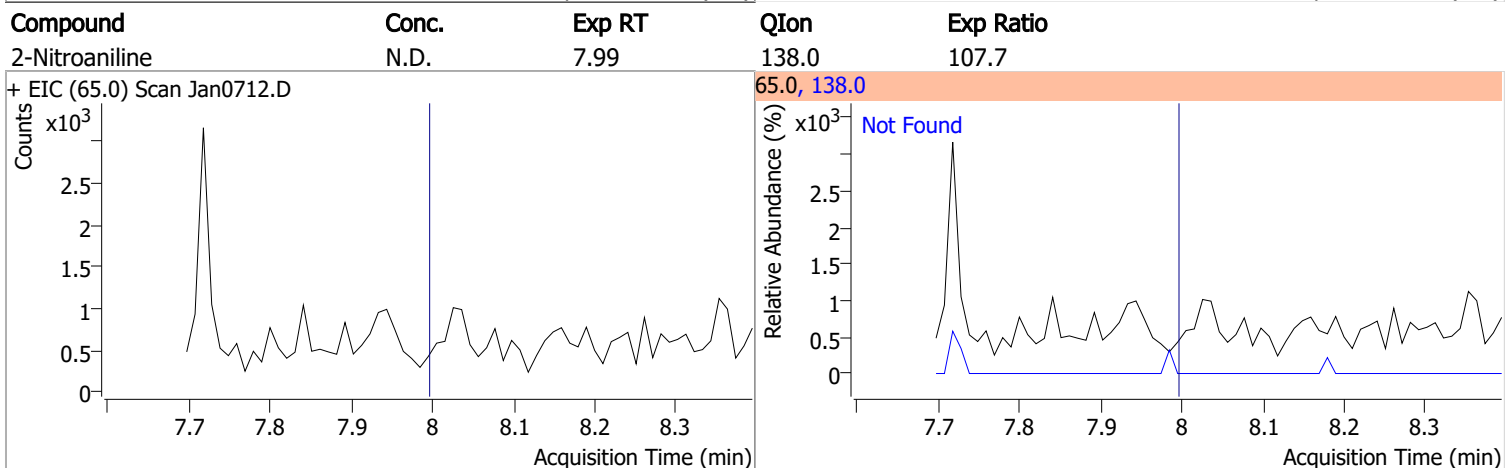 Compound Conc. Exp RT QIon Exp Ratio
2-Nitroaniline N.D. 7.99 138.0 107.7
+ EIC (65.0) Scan Jan0712.D
Counts
x10³
2.5
2
1.5
1
0.5
0
7.7 7.8 7.9 8 8.1 8.2 8.3
Acquisition Time (min)
65.0, 138.0
Relative Abundance (%)
x10³
Not Found
2.5
2
1.5
1
0.5
0
7.7 7.8 7.9 8 8.1 8.2 8.3
Acquisition Time (min)